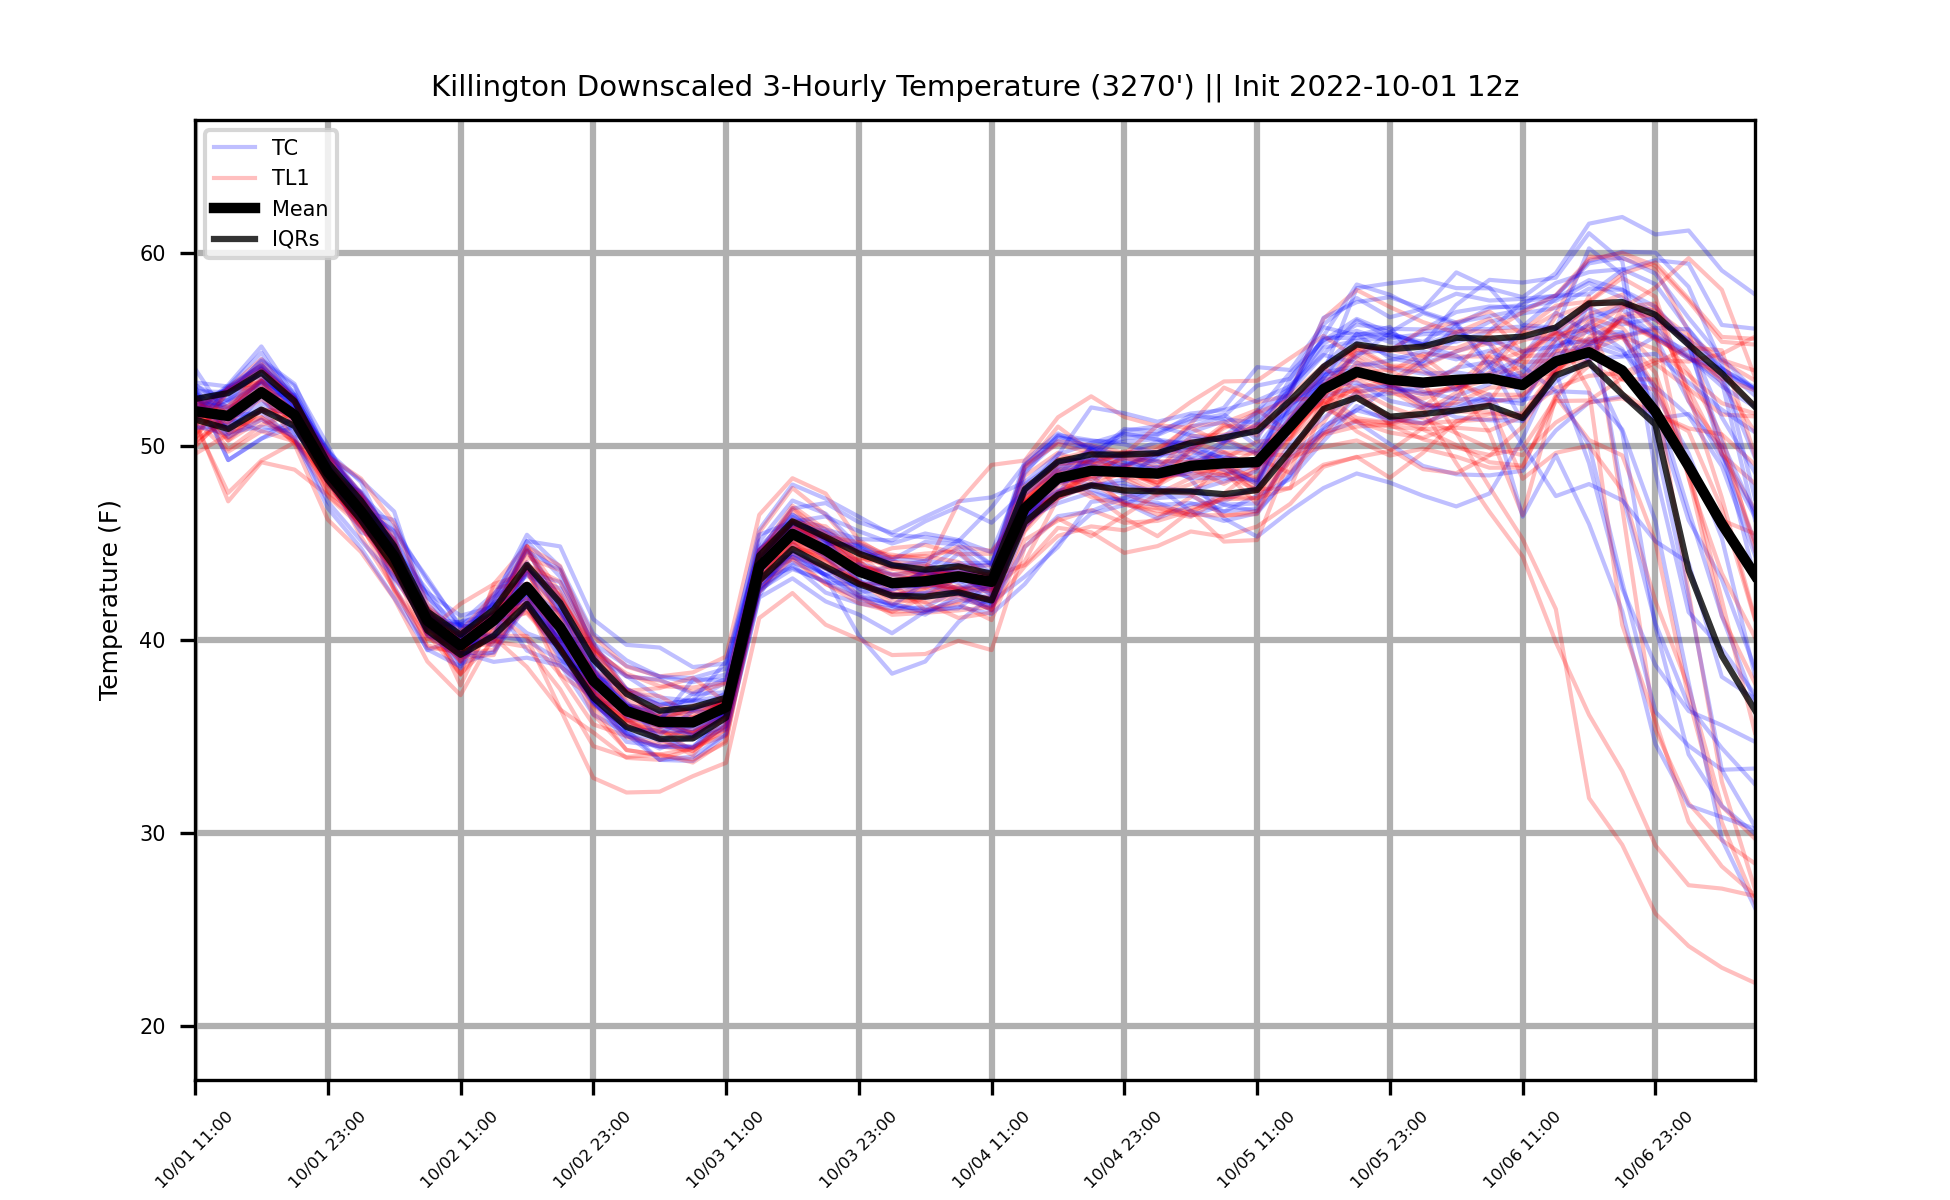 Killington Downscaled 3-Hourly Temperature (3270') || Init 2022-10-01 12z
TC
TL1
Mean
IQRs
Temperature (F)
60
50
40
30
20
10/01 11:00
10/01 23:00
10/02 11:00
10/02 23:00
10/03 11:00
10/03 23:00
10/04 11:00
10/04 23:00
10/05 11:00
10/05 23:00
10/06 11:00
10/06 23:00